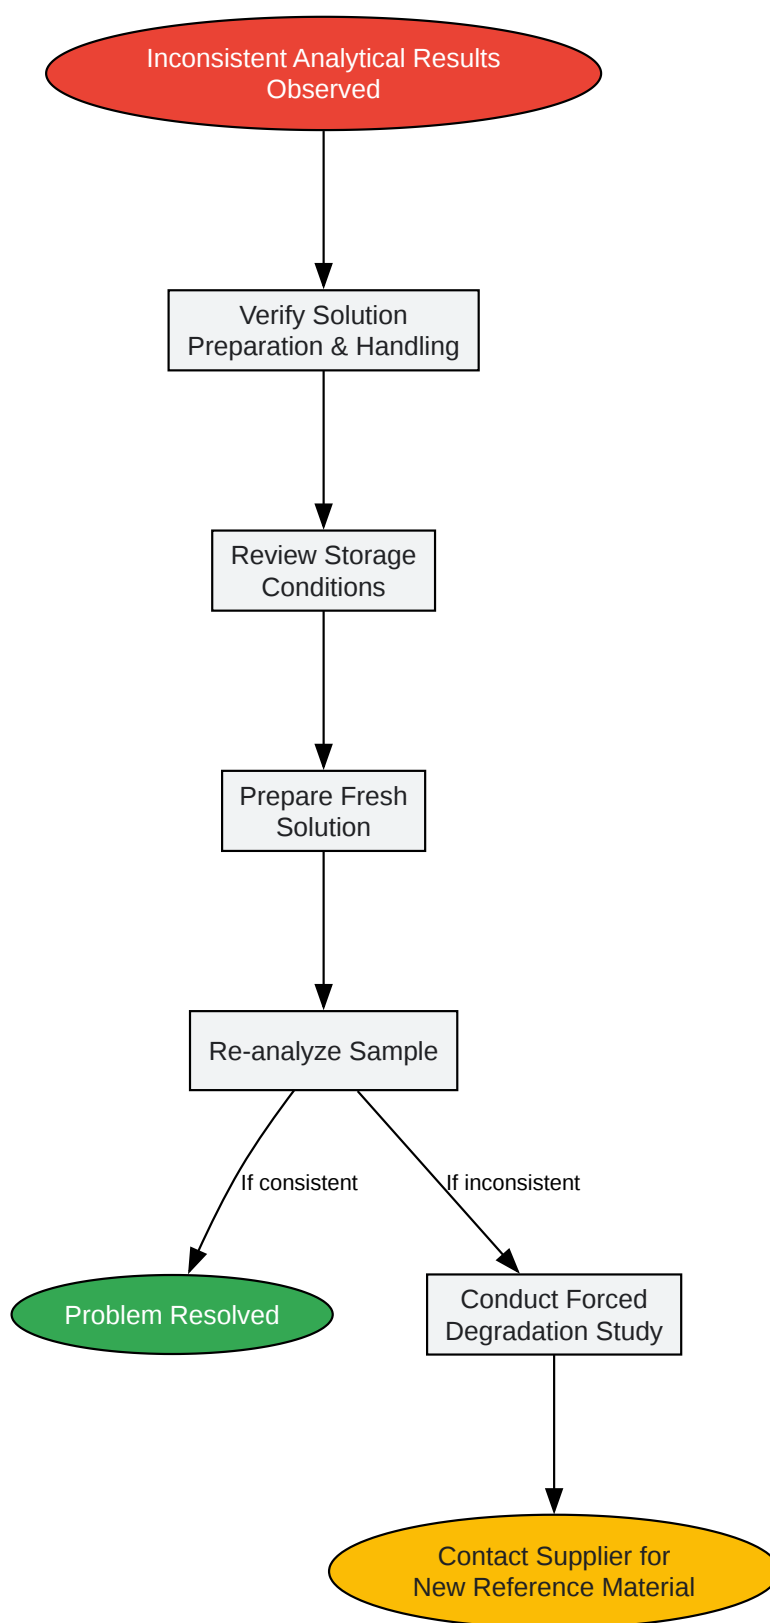 Inconsistent Analytical Results
Observed
Verify Solution
Preparation & Handling
Review Storage
Conditions
Prepare Fresh
Solution
Re-analyze Sample
If consistent
If inconsistent
Problem Resolved
Conduct Forced
Degradation Study
Contact Supplier for
New Reference Material